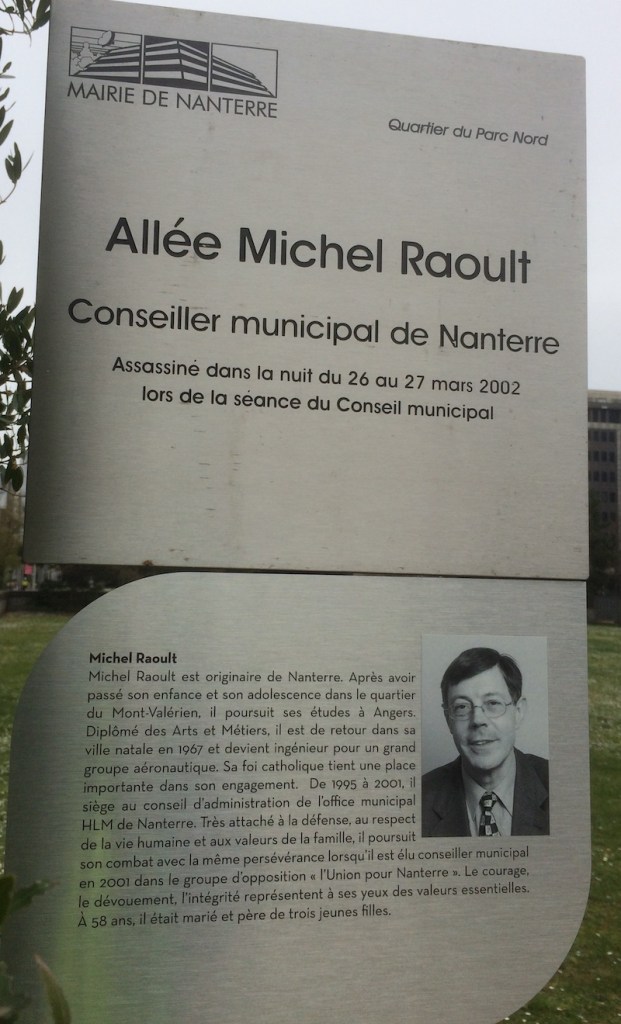 MAIRIE DE NANTERRE
Quartier du Parc Nord
Allée Michel Raoult
Conseiller municipal de Nanterre
Assassiné dans la nuit du 26 au 27 mars 2002
lors de la séance du Conseil municipal
Michel Raoult
Michel Raoult est originaire de Nanterre. Après avoir
passé son enfance et son adolescence dans le quartier
du Mont-Valérien, il poursuit ses études à Angers.
Diplômé des Arts et Métiers, il est de retour dans sa
ville natale en 1967 et devient ingénieur pour un grand
groupe aéronautique. Sa foi catholique tient une place
importante dans son engagement. De 1995 à 2001, il
siège au conseil d'administration de l'office municipal
HLM de Nanterre. Très attaché à la défense, au respect
de la vie humaine et aux valeurs de la famille, il poursuit
son combat avec la même persévérance lorsqu'il est élu conseiller municipal
en 2001 dans le groupe d'opposition « l'Union pour Nanterre ». Le courage,
le dévouement, l'intégrité représentent à ses yeux des valeurs essentielles.
À 58 ans, il était marié et père de trois jeunes filles.